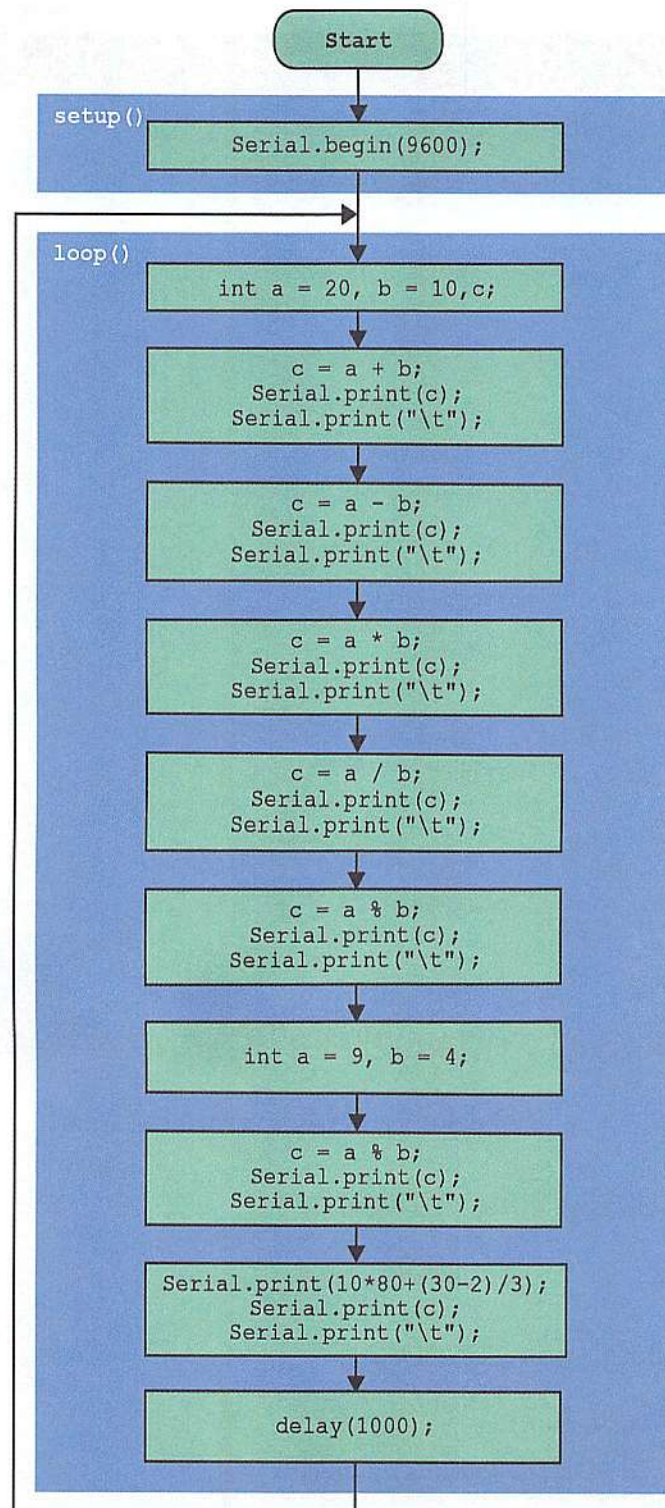 Start
setup()
Serial.begin(9600);
loop()
int a = 20, b = 10,c;
c = a + b;
Serial.print(c);
Serial.print("\t");
c = a - b;
Serial.print(c);
Serial.print("\t");
c = a * b;
Serial.print(c);
Serial.print("\t");
c = a / b;
Serial.print(c);
Serial.print("\t");
c = a % b;
Serial.print(c);
Serial.print("\t");
int a = 9, b = 4;
c = a % b;
Serial.print(c);
Serial.print("\t");
Serial.print(10*80+(30-2)/3);
Serial.print(c);
Serial.print("\t");
delay(1000);